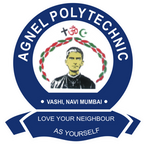 AGNEL POLYTECHNIC
• VASHI, NAVI MUMBAI •
LOVE YOUR NEIGHBOUR
AS YOURSELF